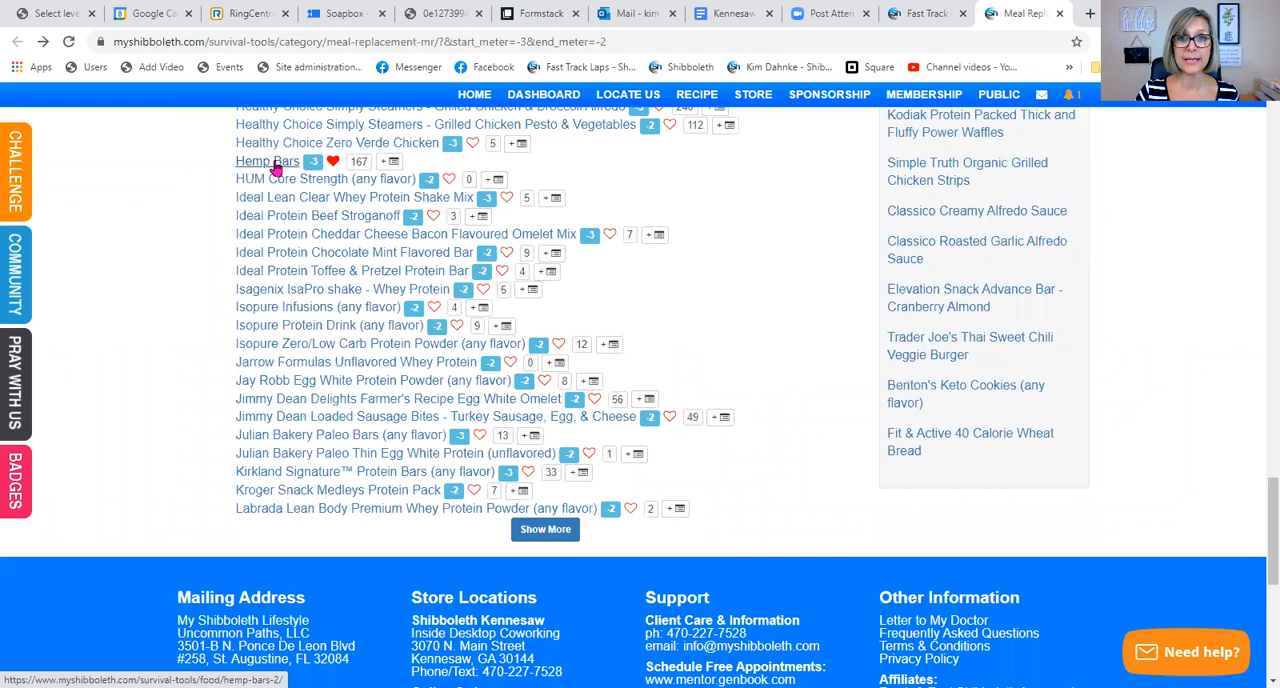 Select leve
Google Ca
RingCentr
Soapbox -
0e127399
Formstack
Mail - kim
Kennesaw
Post Atten
Fast Track
Meal Repl
myshibboleth.com/survival-tools/category/meal-replacement-mr/?&start_meter=-3&end_meter=-2
Apps
Users
Add Video
Events
Site administration...
Messenger
Facebook
Fast Track Laps - S...
Shibboleth
Kim Dahnke - Shib...
Square
Channel videos - Yo...
»
HOME DASHBOARD LOCATE US RECIPE STORE SPONSORSHIP MEMBERSHIP PUBLIC 1
CHALLENGE
COMMUNITY
PRAY WITH US
BADGES
Healthy Choice Simply Steamers - Grilled Chicken & Broccoli Alfredo -3 240 +
Healthy Choice Simply Steamers - Grilled Chicken Pesto & Vegetables -2 112 +
Healthy Choice Zero Verde Chicken -3 5 +
Hemp Bars -3 167 +
HUM Core Strength (any flavor) -2 0 +
Ideal Lean Clear Whey Protein Shake Mix -3 5 +
Ideal Protein Beef Stroganoff -2 3 +
Ideal Protein Cheddar Cheese Bacon Flavoured Omelet Mix -3 7 +
Ideal Protein Chocolate Mint Flavored Bar -2 9 +
Ideal Protein Toffee & Pretzel Protein Bar -2 4 +
Isagenix IsaPro shake - Whey Protein -2 5 +
Isopure Infusions (any flavor) -2 4 +
Isopure Protein Drink (any flavor) -2 9 +
Isopure Zero/Low Carb Protein Powder (any flavor) -2 12 +
Jarrow Formulas Unflavored Whey Protein -2 0 +
Jay Robb Egg White Protein Powder (any flavor) -2 8 +
Jimmy Dean Delights Farmer's Recipe Egg White Omelet -2 56 +
Jimmy Dean Loaded Sausage Bites - Turkey Sausage, Egg, & Cheese -2 49 +
Julian Bakery Paleo Bars (any flavor) -3 13 +
Julian Bakery Paleo Thin Egg White Protein (unflavored) -2 1 +
Kirkland Signature™ Protein Bars (any flavor) -3 33 +
Kroger Snack Medleys Protein Pack -2 7 +
Labrada Lean Body Premium Whey Protein Powder (any flavor) -2 2 +
Show More
Kodiak Protein Packed Thick and
Fluffy Power Waffles
Simple Truth Organic Grilled
Chicken Strips
Classico Creamy Alfredo Sauce
Classico Roasted Garlic Alfredo
Sauce
Elevation Snack Advance Bar -
Cranberry Almond
Trader Joe's Thai Sweet Chili
Veggie Burger
Benton's Keto Cookies (any
flavor)
Fit & Active 40 Calorie Wheat
Bread
Mailing Address
My Shibboleth Lifestyle
Uncommon Paths, LLC
3501-B N. Ponce De Leon Blvd
#258, St. Augustine, FL 32084
Store Locations
Shibboleth Kennesaw
Inside Desktop Coworking
3070 N. Main Street
Kennesaw, GA 30144
Phone/Text: 470-227-7528
Support
Client Care & Information
ph: 470-227-7528
email: info@myshibboleth.com
Schedule Free Appointments
www.mentor.genbook.com
Other Information
Letter to My Doctor
Frequently Asked Questions
Terms & Conditions
Privacy Policy
Affiliates:
Need help?
https://www.myshibboleth.com/survival-tools/food/hemp-bars-2/
hello